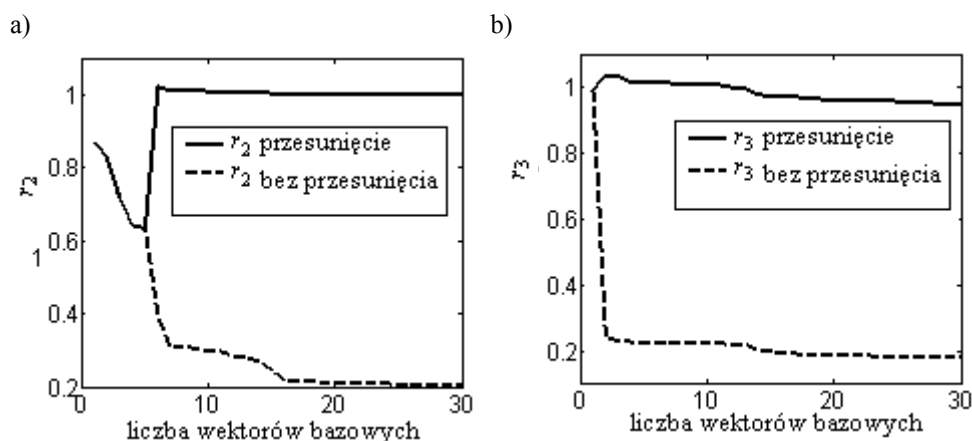 a)
1
0.8
0.6
0.4
0.2
r2
1
r2 przesunięcie
r2 bez przesunięcia
0 10 20 30
liczba wektorów bazowych
b)
1
0.8
0.6
0.4
0.2
r3
r3 przesunięcie
r3 bez przesunięcia
0 10 20 30
liczba wektorów bazowych